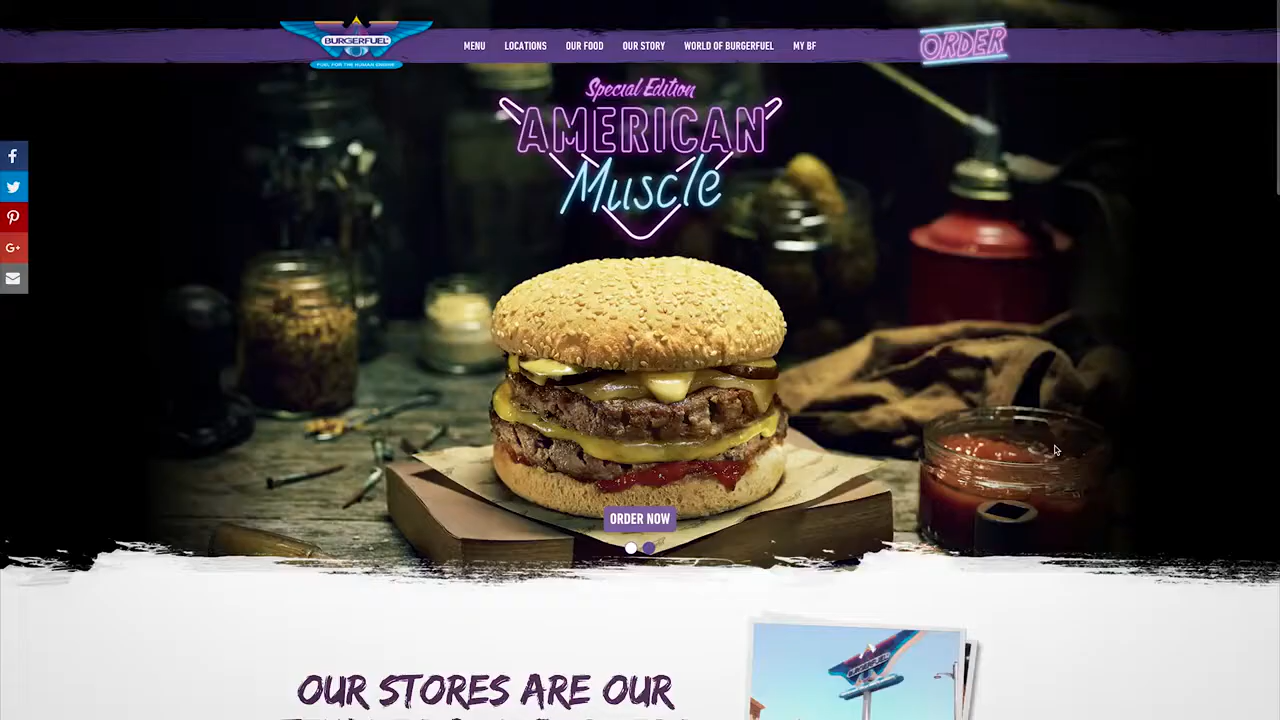 BURGERFUEL
FUEL FOR THE HUMAN ENGINE
MENU
LOCATIONS
OUR FOOD
OUR STORY
WORLD OF BURGERFUEL
MY BF
ORDER
Special Edition
AMERICAN
Muscle
ORDER NOW
OUR STORES ARE OUR
BURGERFUEL